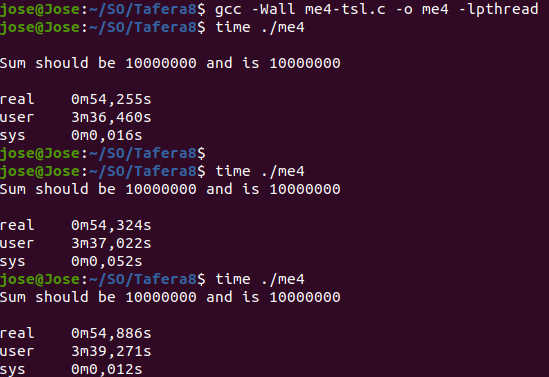 jose@Jose:~/SO/Tafera8$ gcc -Wall me4-tsl.c -o me4 -lpthread
jose@Jose:~/SO/Tafera8$ time ./me4
Sum should be 10000000 and is 10000000
real 0m54,255s
user 3m36,460s
sys 0m0,016s
jose@Jose:~/SO/Tafera8$
jose@Jose:~/SO/Tafera8$ time ./me4
Sum should be 10000000 and is 10000000
real 0m54,324s
user 3m37,022s
sys 0m0,052s
jose@Jose:~/SO/Tafera8$ time ./me4
Sum should be 10000000 and is 10000000
real 0m54,886s
user 3m39,271s
sys 0m0,012s